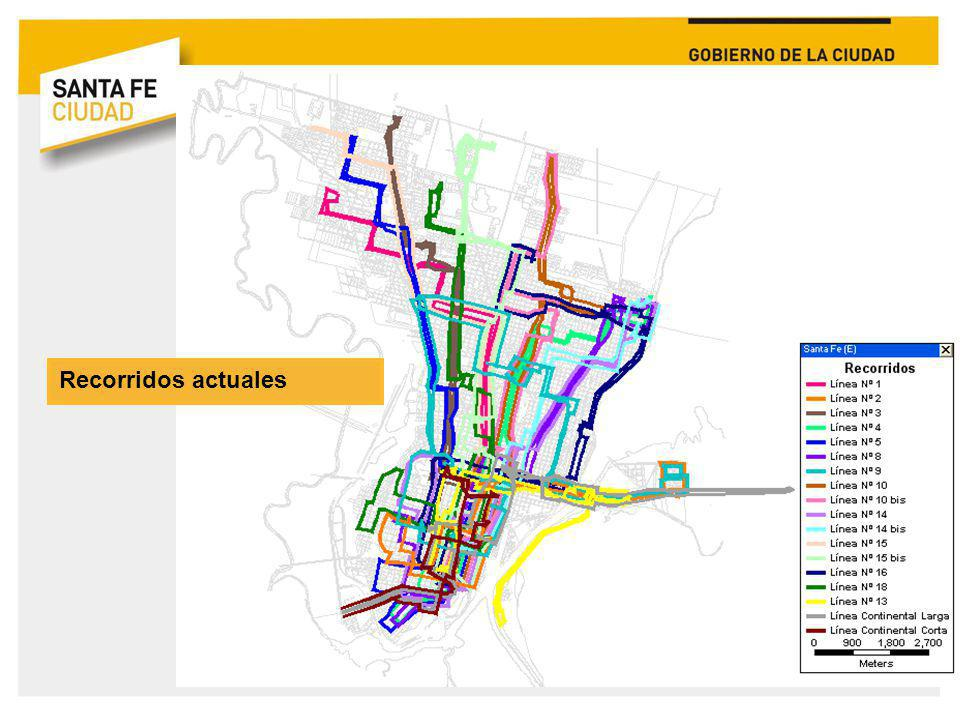 GOBIERNO DE LA CIUDAD
SANTA FE
CIUDAD
Recorridos actuales
Santa Fe (E)
Recorridos
Línea Nº 1
Línea Nº 2
Línea Nº 3
Línea Nº 4
Línea Nº 5
Línea Nº 8
Línea Nº 9
Línea Nº 10
Línea Nº 10 bis
Línea Nº 14
Línea Nº 14 bis
Línea Nº 15
Línea Nº 15 bis
Línea Nº 16
Línea Nº 18
Línea Nº 13
Línea Continental Larga
Línea Continental Corta
0 900 1,800 2,700
Meters